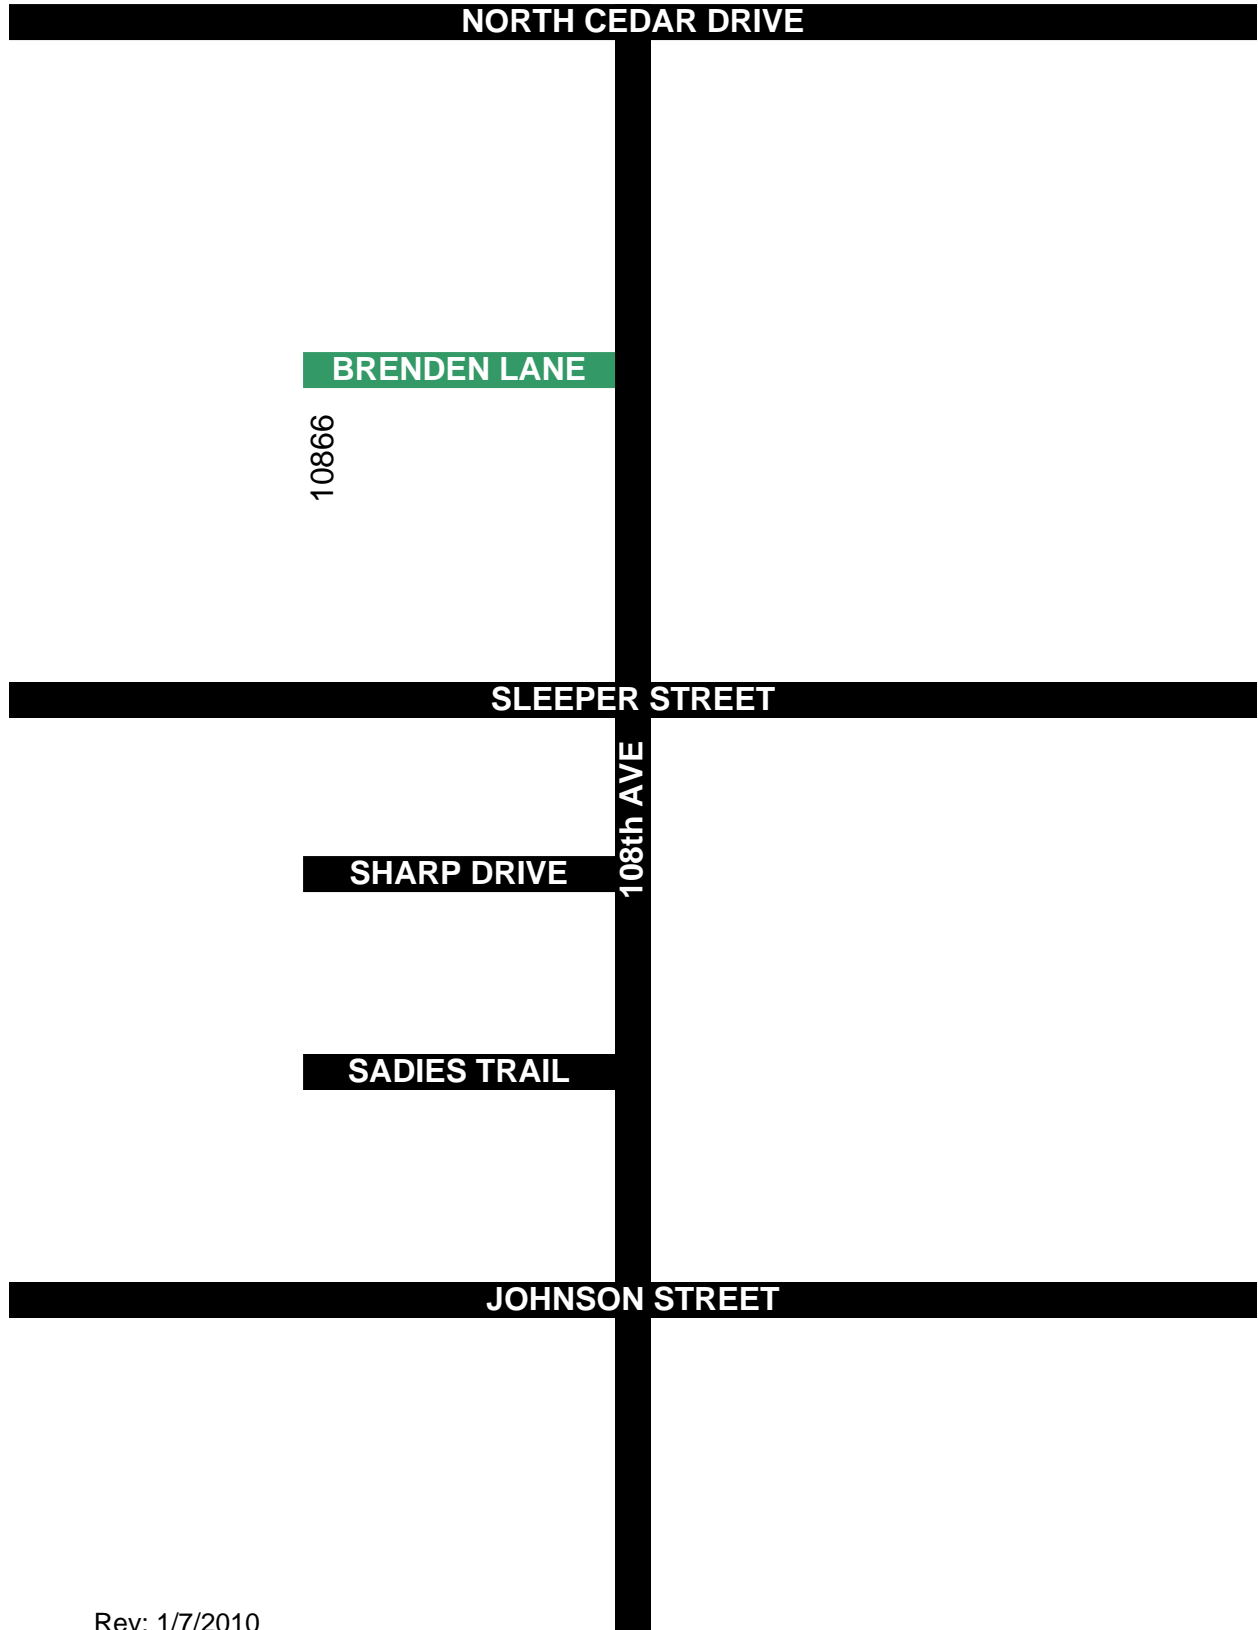 NORTH CEDAR DRIVE
BRENDEN LANE
10866
SLEEPER STREET
108th AVE
SHARP DRIVE
SADIES TRAIL
JOHNSON STREET
Rev: 1/7/2010